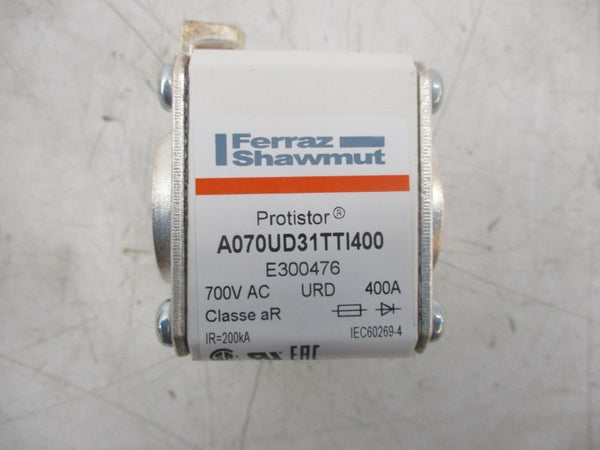 Ferraz
Shawmut
Protistor®
A070UD31TTI400
E300476
700V AC URD 400A
Classe aR
IR=200kA IEC60269-4
EAC